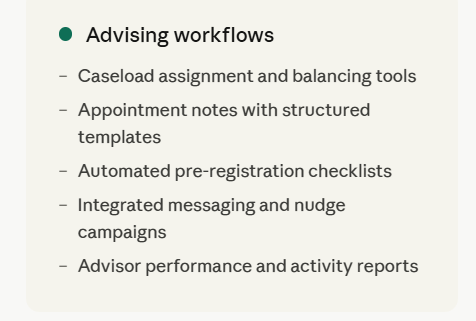 Advising workflows
– Caseload assignment and balancing tools
– Appointment notes with structured
templates
– Automated pre-registration checklists
– Integrated messaging and nudge
campaigns
– Advisor performance and activity reports